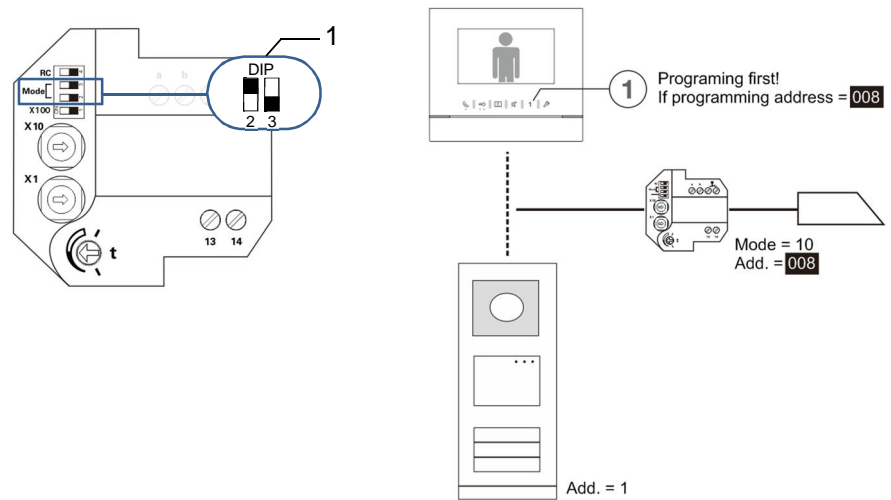 1
DIP
2 3
RC
Mode
X100
X10
X1
a b
13 14
t
1
Programing first!
If programming address = 008
1
Mode = 10
Add. = 008
Add. = 1